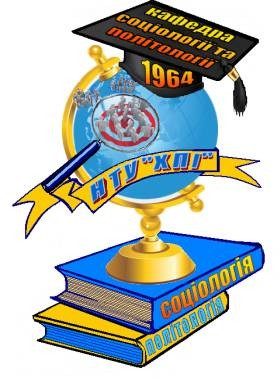 кафедра
соціології та
політології
1964
НТУ "ХПІ"
соціологія
політологія